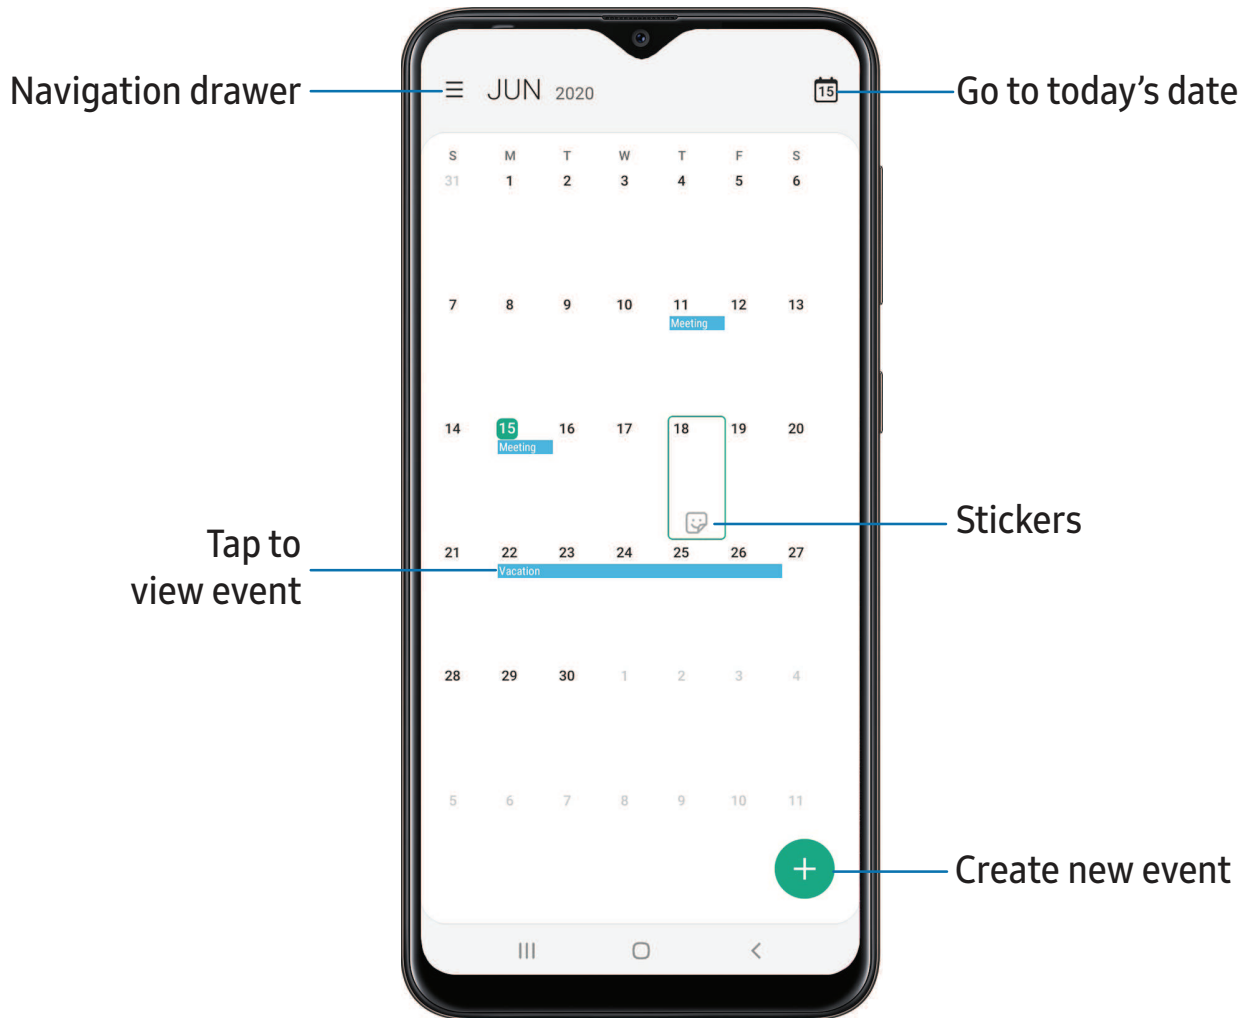 Navigation drawer
JUN 2020
15
Go to today’s date
S M T W T F S
31 1 2 3 4 5 6
7 8 9 10 11 12 13
Meeting
14 15 16 17 18 19 20
Meeting
Stickers
Tap to
view event
21 22 23 24 25 26 27
Vacation
28 29 30 1 2 3 4
5 6 7 8 9 10 11
Create new event